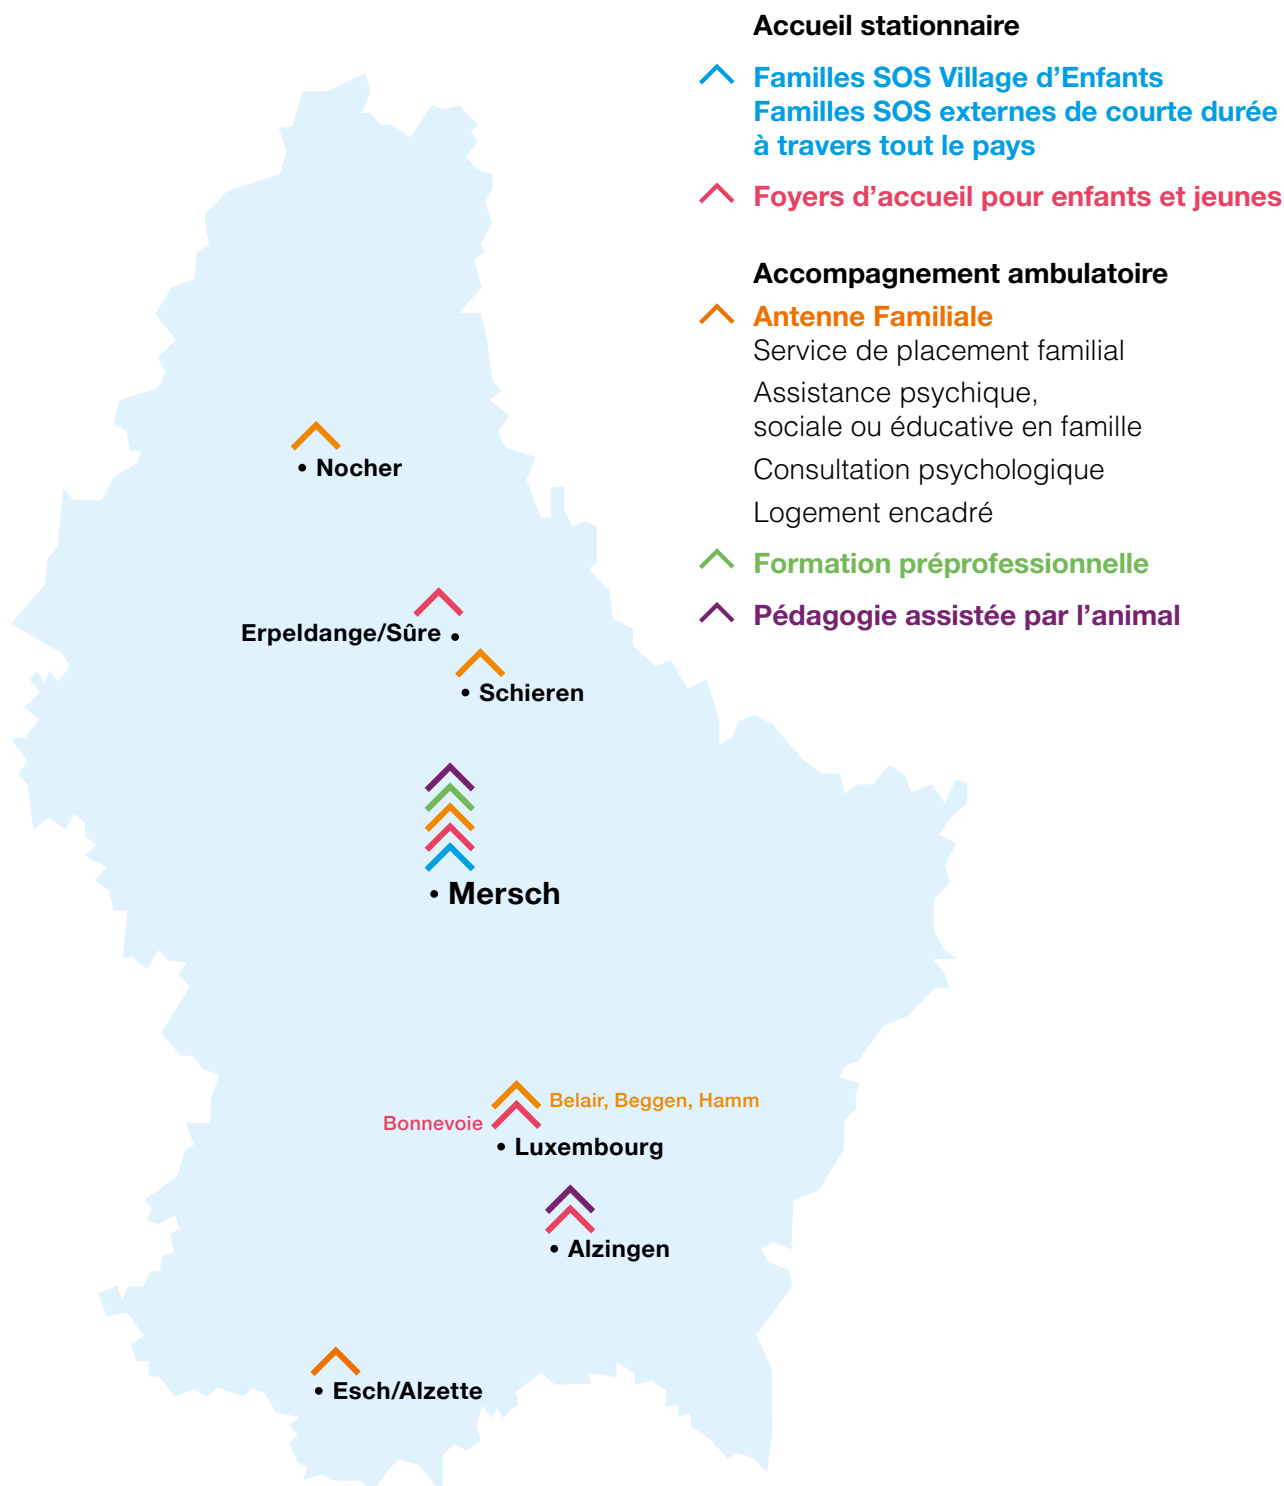 Accueil stationnaire
Familles SOS Village d’Enfants
Familles SOS externes de courte durée
à travers tout le pays
Foyers d’accueil pour enfants et jeunes
Accompagnement ambulatoire
Antenne Familiale
Service de placement familial
Assistance psychique,
sociale ou éducative en famille
Consultation psychologique
Logement encadré
Formation préprofessionnelle
Pédagogie assistée par l’animal
• Nocher
Erpeldange/Sûre •
• Schieren
• Mersch
Belair, Beggen, Hamm
Bonnevoie
• Luxembourg
• Alzingen
• Esch/Alzette